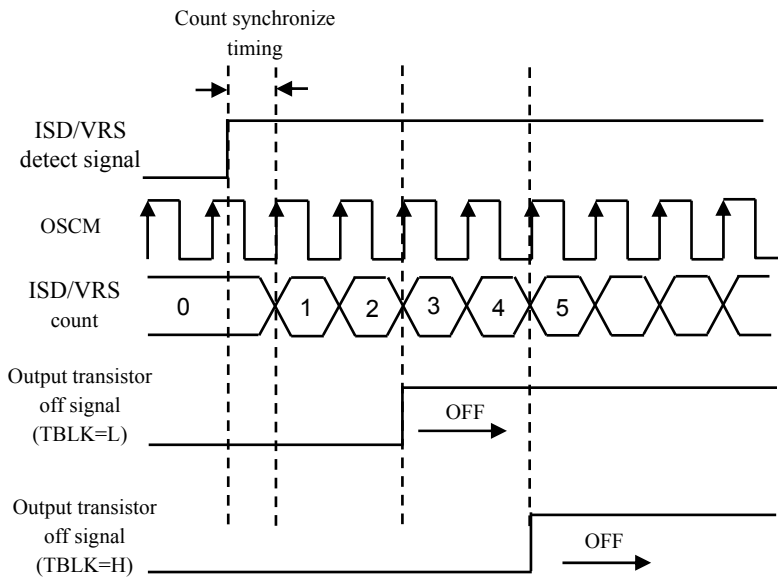 Count synchronize
timing
ISD/VRS
detect signal
OSCM
ISD/VRS
count
0 1 2 3 4 5
Output transistor
off signal
(TBLK=L)
OFF
Output transistor
off signal
(TBLK=H)
OFF